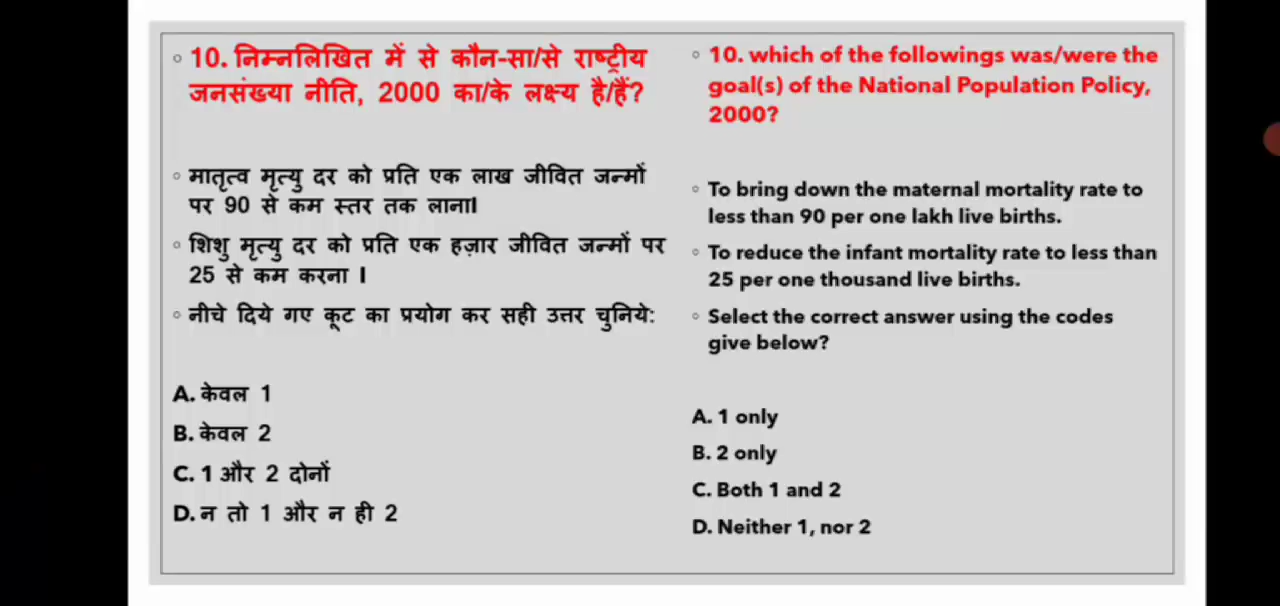 ◦ 10. निम्नलिखित में से कौन-सा/से राष्ट्रीय
जनसंख्या नीति, 2000 का/के लक्ष्य है/हैं?
◦ मातृत्व मृत्यु दर को प्रति एक लाख जीवित जन्मों
पर 90 से कम स्तर तक लाना।
◦ शिशु मृत्यु दर को प्रति एक हज़ार जीवित जन्मों पर
25 से कम करना ।
◦ नीचे दिये गए कूट का प्रयोग कर सही उत्तर चुनिये:
A. केवल 1
B. केवल 2
C. 1 और 2 दोनों
D. न तो 1 और न ही 2
◦ 10. which of the followings was/were the
goal(s) of the National Population Policy,
2000?
◦ To bring down the maternal mortality rate to
less than 90 per one lakh live births.
◦ To reduce the infant mortality rate to less than
25 per one thousand live births.
◦ Select the correct answer using the codes
give below?
A. 1 only
B. 2 only
C. Both 1 and 2
D. Neither 1, nor 2